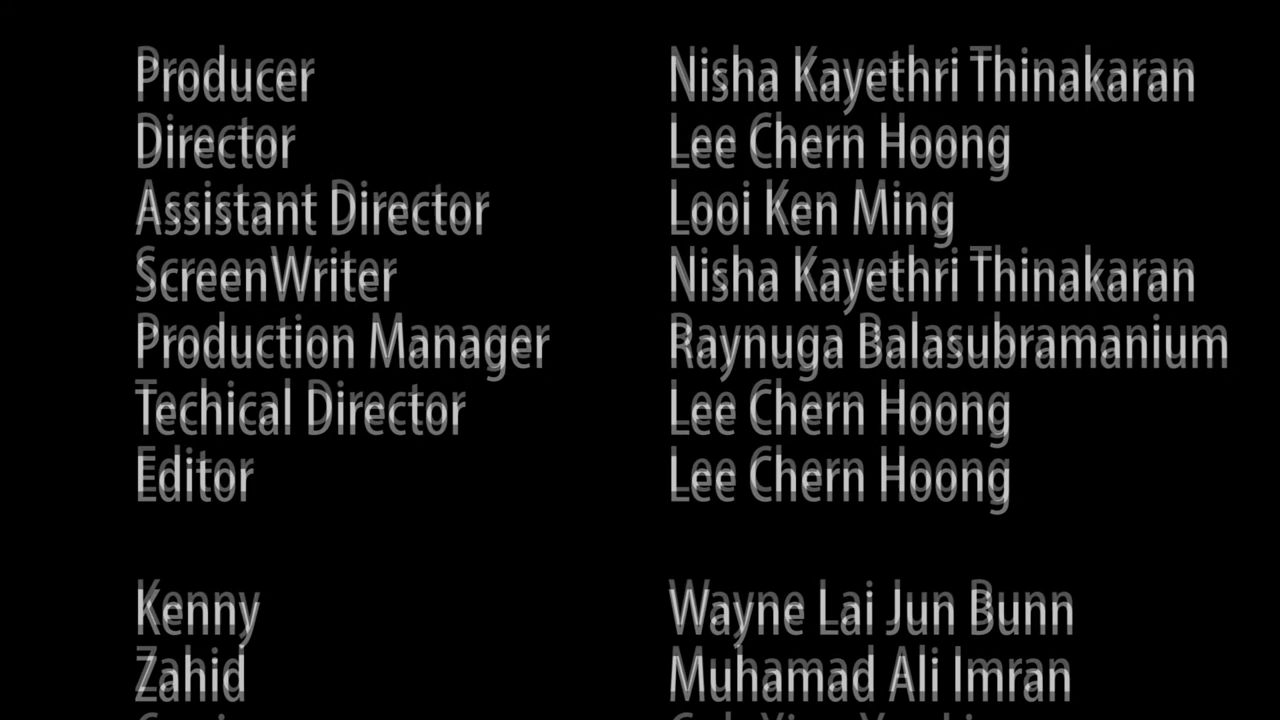 Producer Nisha Kayethri Thinakaran
Director Lee Chern Hoong
Assistant Director Looi Ken Ming
ScreenWriter Nisha Kayethri Thinakaran
Production Manager Raynuga Balasubramanium
Techical Director Lee Chern Hoong
Editor Lee Chern Hoong
Kenny Wayne Lai Jun Bunn
Zahid Muhamad Ali Imran